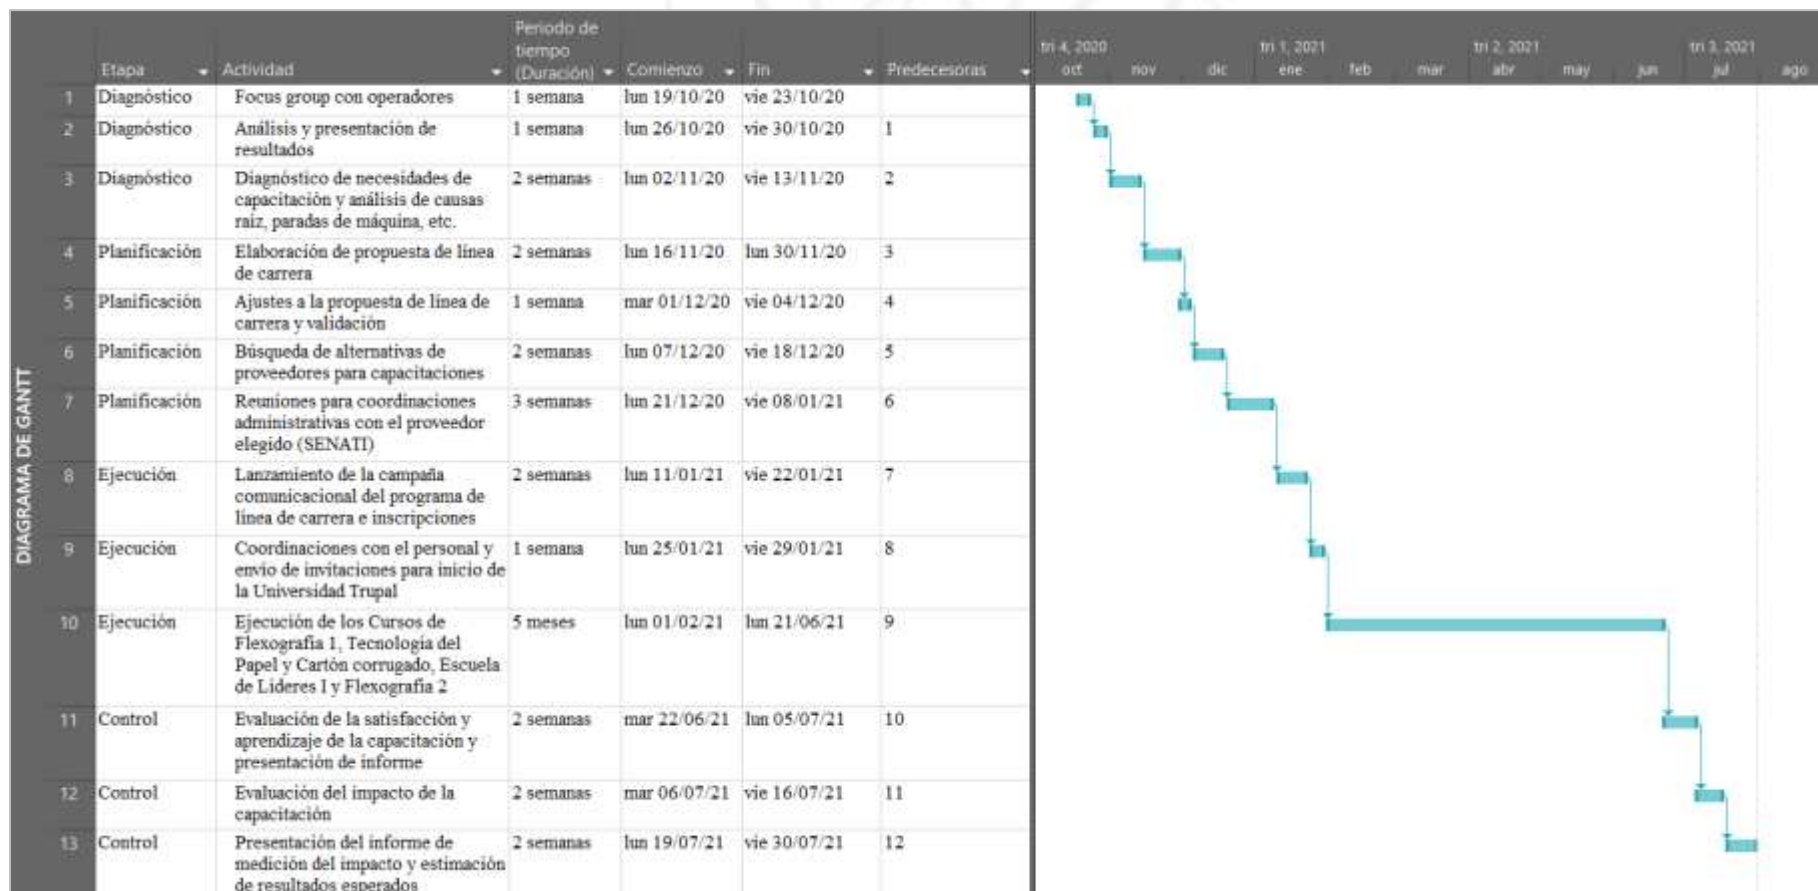 DIAGRAMA DE GANTT
Etapa Actividad Periodo de tiempo (Duración) Comienzo Fin Predecesoras
tri 4, 2020 tri 1, 2021 tri 2, 2021 tri 3, 2021
oct nov dic ene feb mar abr may jun jul ago
1 Diagnóstico Focus group con operadores 1 semana lun 19/10/20 vie 23/10/20
2 Diagnóstico Análisis y presentación de 1 semana lun 26/10/20 vie 30/10/20 1
resultados
3 Diagnóstico Diagnóstico de necesidades de 2 semanas lun 02/11/20 vie 13/11/20 2
capacitación y análisis de causas
raíz, paradas de máquina, etc.
4 Planificación Elaboración de propuesta de línea 2 semanas lun 16/11/20 lun 30/11/20 3
de carrera
5 Planificación Ajustes a la propuesta de línea de 1 semana mar 01/12/20 vie 04/12/20 4
carrera y validación
6 Planificación Búsqueda de alternativas de 2 semanas lun 07/12/20 vie 18/12/20 5
proveedores para capacitaciones
7 Planificación Reuniones para coordinaciones 3 semanas lun 21/12/20 vie 08/01/21 6
administrativas con el proveedor
elegido (SENATI)
8 Ejecución Lanzamiento de la campaña 2 semanas lun 11/01/21 vie 22/01/21 7
comunicacional del programa de
línea de carrera e inscripciones
9 Ejecución Coordinaciones con el personal y 1 semana lun 25/01/21 vie 29/01/21 8
envío de invitaciones para inicio de
la Universidad Trupal
10 Ejecución Ejecución de los Cursos de 5 meses lun 01/02/21 lun 21/06/21 9
Flexografía 1, Tecnología del
Papel y Cartón corrugado, Escuela
de Líderes I y Flexografía 2
11 Control Evaluación de la satisfacción y 2 semanas mar 22/06/21 lun 05/07/21 10
aprendizaje de la capacitación y
presentación de informe
12 Control Evaluación del impacto de la 2 semanas mar 06/07/21 vie 16/07/21 11
capacitación
13 Control Presentación del informe de 2 semanas lun 19/07/21 vie 30/07/21 12
medición del impacto y estimación
de resultados esperados